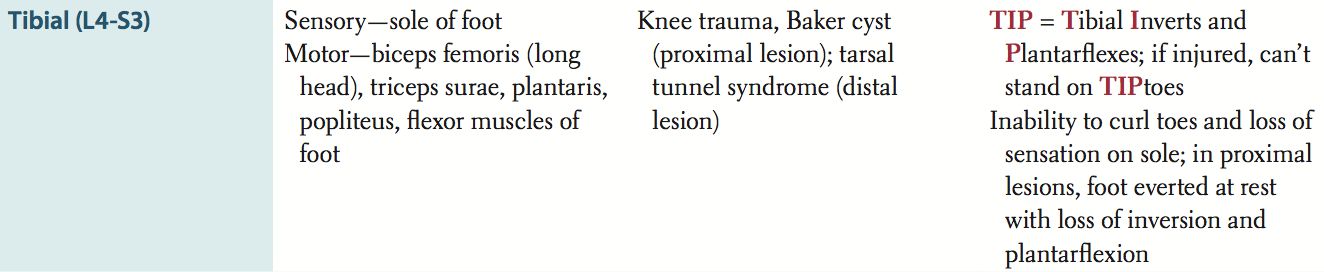 Tibial (L4-S3)
Sensory—sole of foot
Motor—biceps femoris (long
head), triceps surae, plantaris,
popliteus, flexor muscles of
foot
Knee trauma, Baker cyst
(proximal lesion); tarsal
tunnel syndrome (distal
lesion)
TIP = Tibial Inverts and
Plantarflexes; if injured, can’t
stand on TIPtoes
Inability to curl toes and loss of
sensation on sole; in proximal
lesions, foot everted at rest
with loss of inversion and
plantarflexion